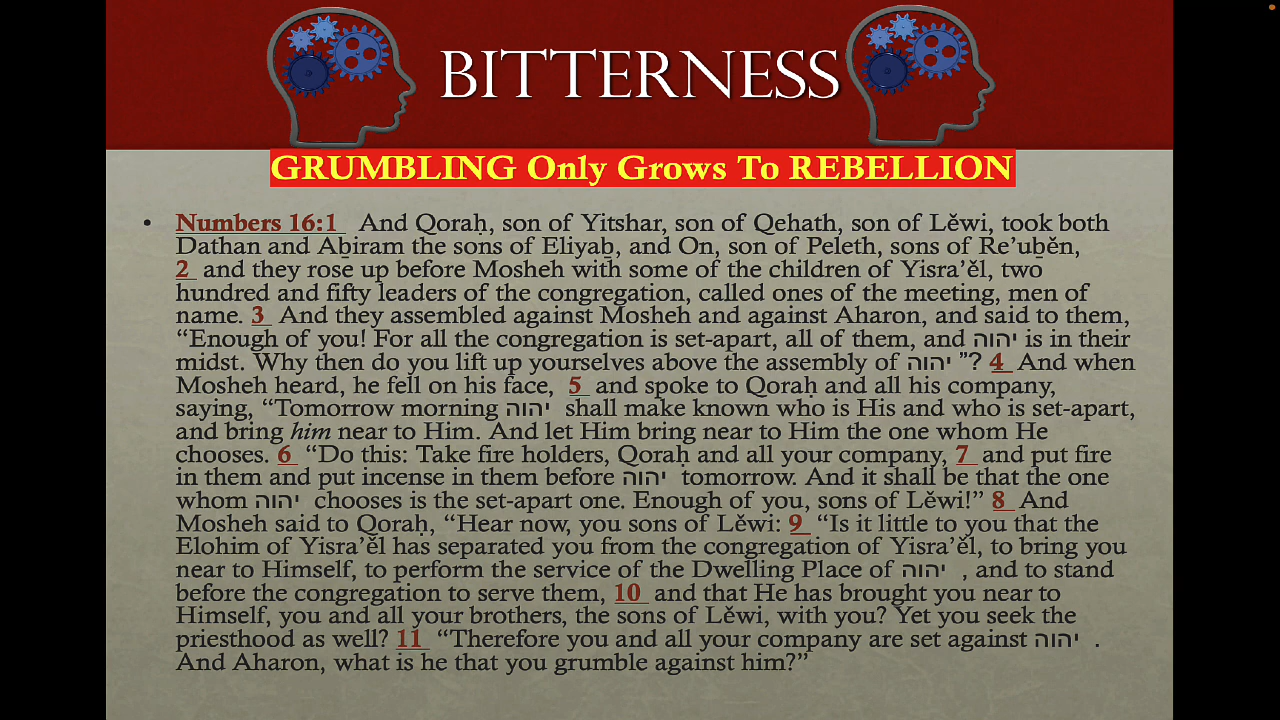 BITTERNESS
GRUMBLING Only Grows To REBELLION
• Numbers 16:1 And Qoraḥ, son of Yitshar, son of Qehath, son of Lěwi, took both
Dathan and Aḇiram the sons of Eliyaḇ, and On, son of Peleth, sons of Re’uḇěn,
2 and they rose up before Mosheh with some of the children of Yisra’ěl, two
hundred and fifty leaders of the congregation, called ones of the meeting, men of
name. 3 And they assembled against Mosheh and against Aharon, and said to them,
“Enough of you! For all the congregation is set-apart, all of them, and יהוה is in their
midst. Why then do you lift up yourselves above the assembly of יהוה ”? 4 And when
Mosheh heard, he fell on his face, 5 and spoke to Qoraḥ and all his company,
saying, “Tomorrow morning יהוה shall make known who is His and who is set-apart,
and bring him near to Him. And let Him bring near to Him the one whom He
chooses. 6 “Do this: Take fire holders, Qoraḥ and all your company, 7 and put fire
in them and put incense in them before יהוה tomorrow. And it shall be that the one
whom יהוה chooses is the set-apart one. Enough of you, sons of Lěwi!” 8 And
Mosheh said to Qoraḥ, “Hear now, you sons of Lěwi: 9 “Is it little to you that the
Elohim of Yisra’ěl has separated you from the congregation of Yisra’ěl, to bring you
near to Himself, to perform the service of the Dwelling Place of יהוה , and to stand
before the congregation to serve them, 10 and that He has brought you near to
Himself, you and all your brothers, the sons of Lěwi, with you? Yet you seek the
priesthood as well? 11 “Therefore you and all your company are set against יהוה .
And Aharon, what is he that you grumble against him?”